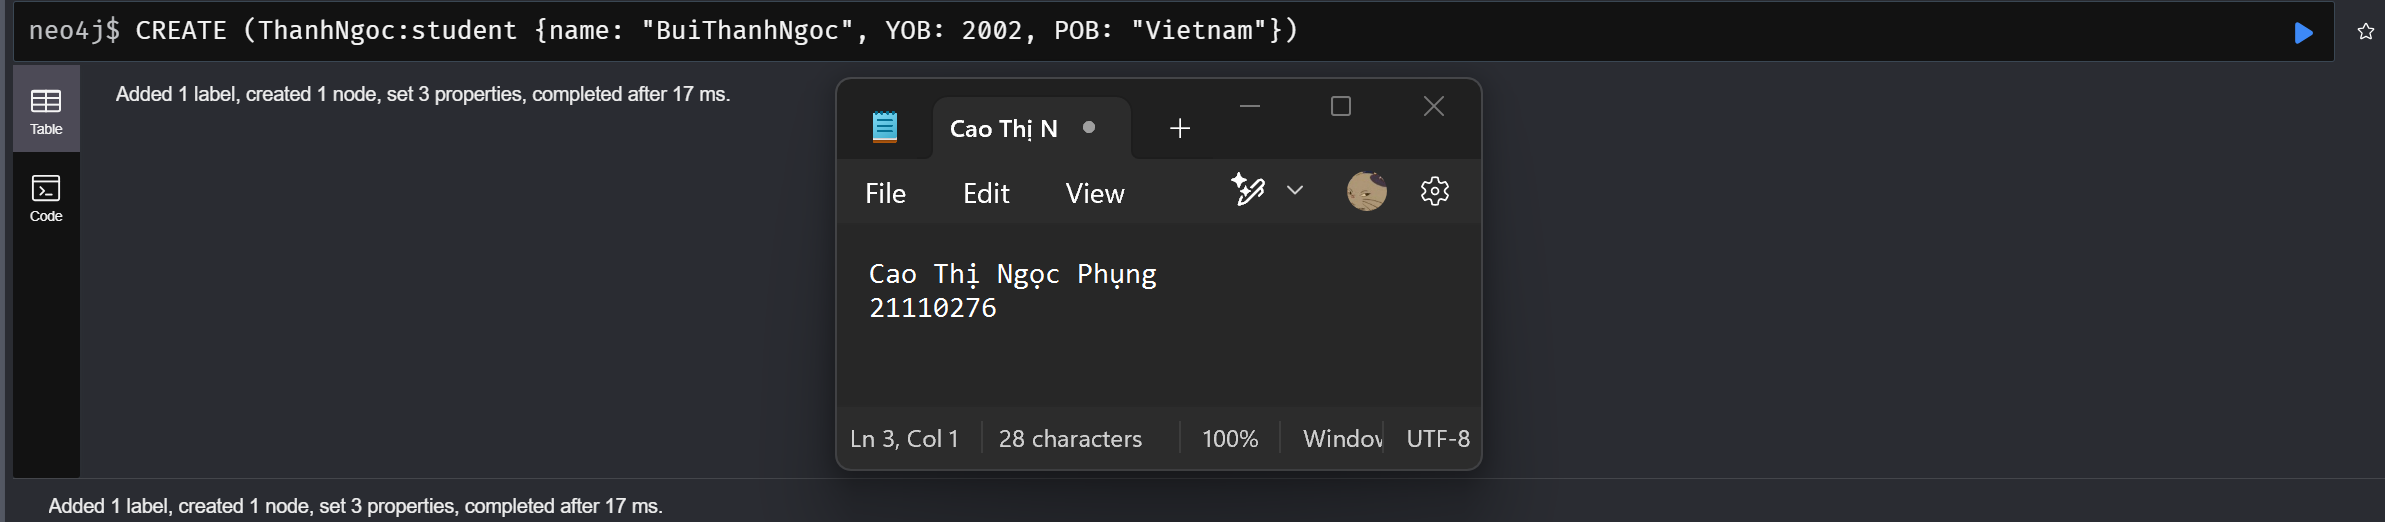 neo4j$ CREATE (ThanhNgoc:student {name: "BuiThanhNgoc", YOB: 2002, POB: "Vietnam"})
Table
Code
Added 1 label, created 1 node, set 3 properties, completed after 17 ms.
Cao Thị N
File Edit View
Cao Thị Ngọc Phụng
21110276
Ln 3, Col 1 28 characters 100% UTF-8
Added 1 label, created 1 node, set 3 properties, completed after 17 ms.